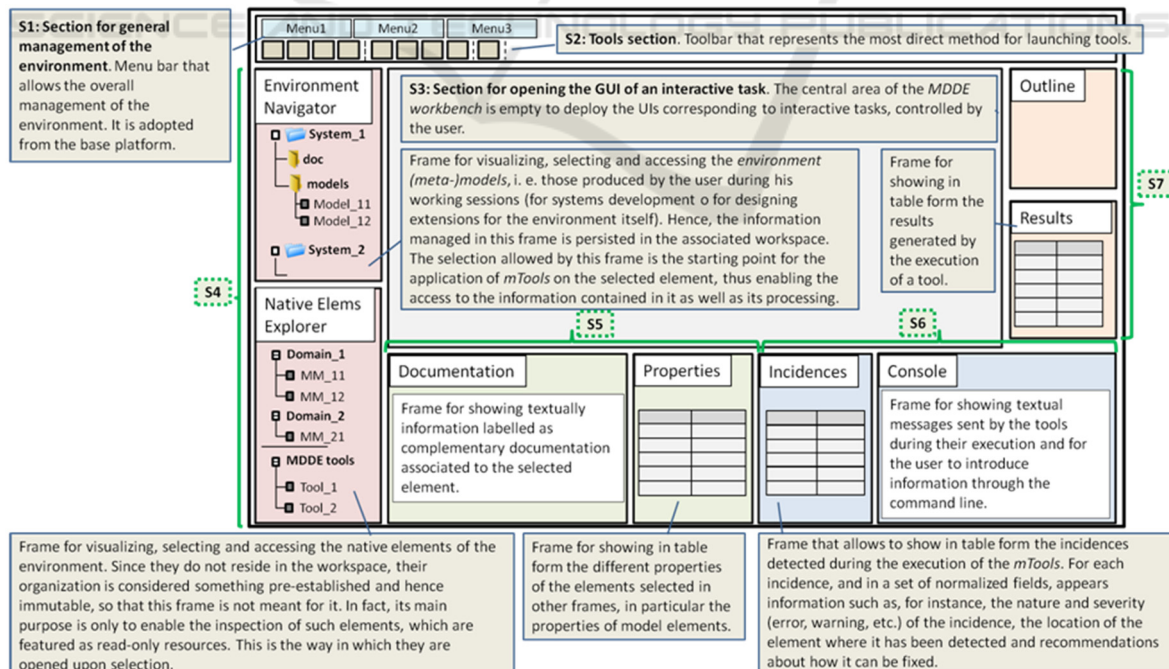 SCIENCE AND TECHNOLOGY PUBLICATIONS
S1: Section for general
management of the
environment. Menu bar that
allows the overall
management of the
environment. It is adopted
from the base platform.
Menu1
Menu2
Menu3
S2: Tools section. Toolbar that represents the most direct method for launching tools.
Environment
Navigator
System_1
doc
models
Model_11
Model_12
System_2
S3: Section for opening the GUI of an interactive task. The central area of the MDDE
workbench is empty to deploy the UIs corresponding to interactive tasks, controlled by
the user.
Frame for visualizing, selecting and accessing the environment
(meta-)models, i. e. those produced by the user during his
working sessions (for systems development o for designing
extensions for the environment itself). Hence, the information
managed in this frame is persisted in the associated workspace.
The selection allowed by this frame is the starting point for the
application of mTools on the selected element, thus enabling the
access to the information contained in it as well as its processing.
Frame for
showing in
table form the
results
generated by
the execution
of a tool.
Outline
Results
S7
S4
S5
S6
Native Elems
Explorer
Domain_1
MM_11
MM_12
Domain_2
MM_21
MDDE tools
Tool_1
Tool_2
Documentation
Frame for showing textually
information labelled as
complementary documentation
associated to the selected
element.
Properties
Incidences
Console
Frame for showing textual
messages sent by the tools
during their execution and for
the user to introduce
information through the
command line.
Frame for visualizing, selecting and accessing the native elements of the
environment. Since they do not reside in the workspace, their
organization is considered something pre-established and hence
immutable, so that this frame is not meant for it. In fact, its main
purpose is only to enable the inspection of such elements, which are
featured as read-only resources. This is the way in which they are
opened upon selection.
Frame for showing in table
form the different properties
of the elements selected in
other frames, in particular the
properties of model elements.
Frame that allows to show in table form the incidences
detected during the execution of the mTools. For each
incidence, and in a set of normalized fields, appears
information such as, for instance, the nature and severity
(error, warning, etc.) of the incidence, the location of the
element where it has been detected and recommendations
about how it can be fixed.